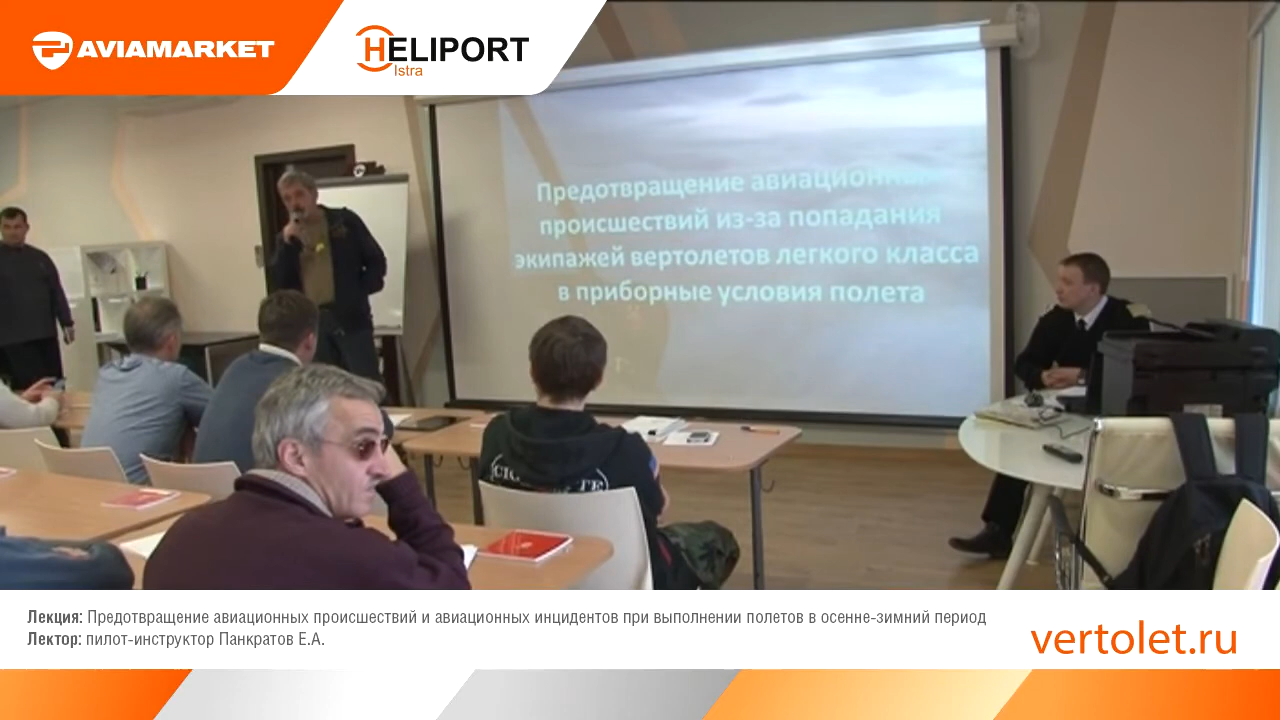 AVIAMARKET
HELIPORT
Istra
Предотвращение авиационных
происшествий из-за попадания
экипажей вертолетов легкого класса
в приборные условия полета
Лекция: Предотвращение авиационных происшествий и авиационных инцидентов при выполнении полетов в осенне-зимний период
Лектор: пилот-инструктор Панкратов Е.А.
vertolet.ru